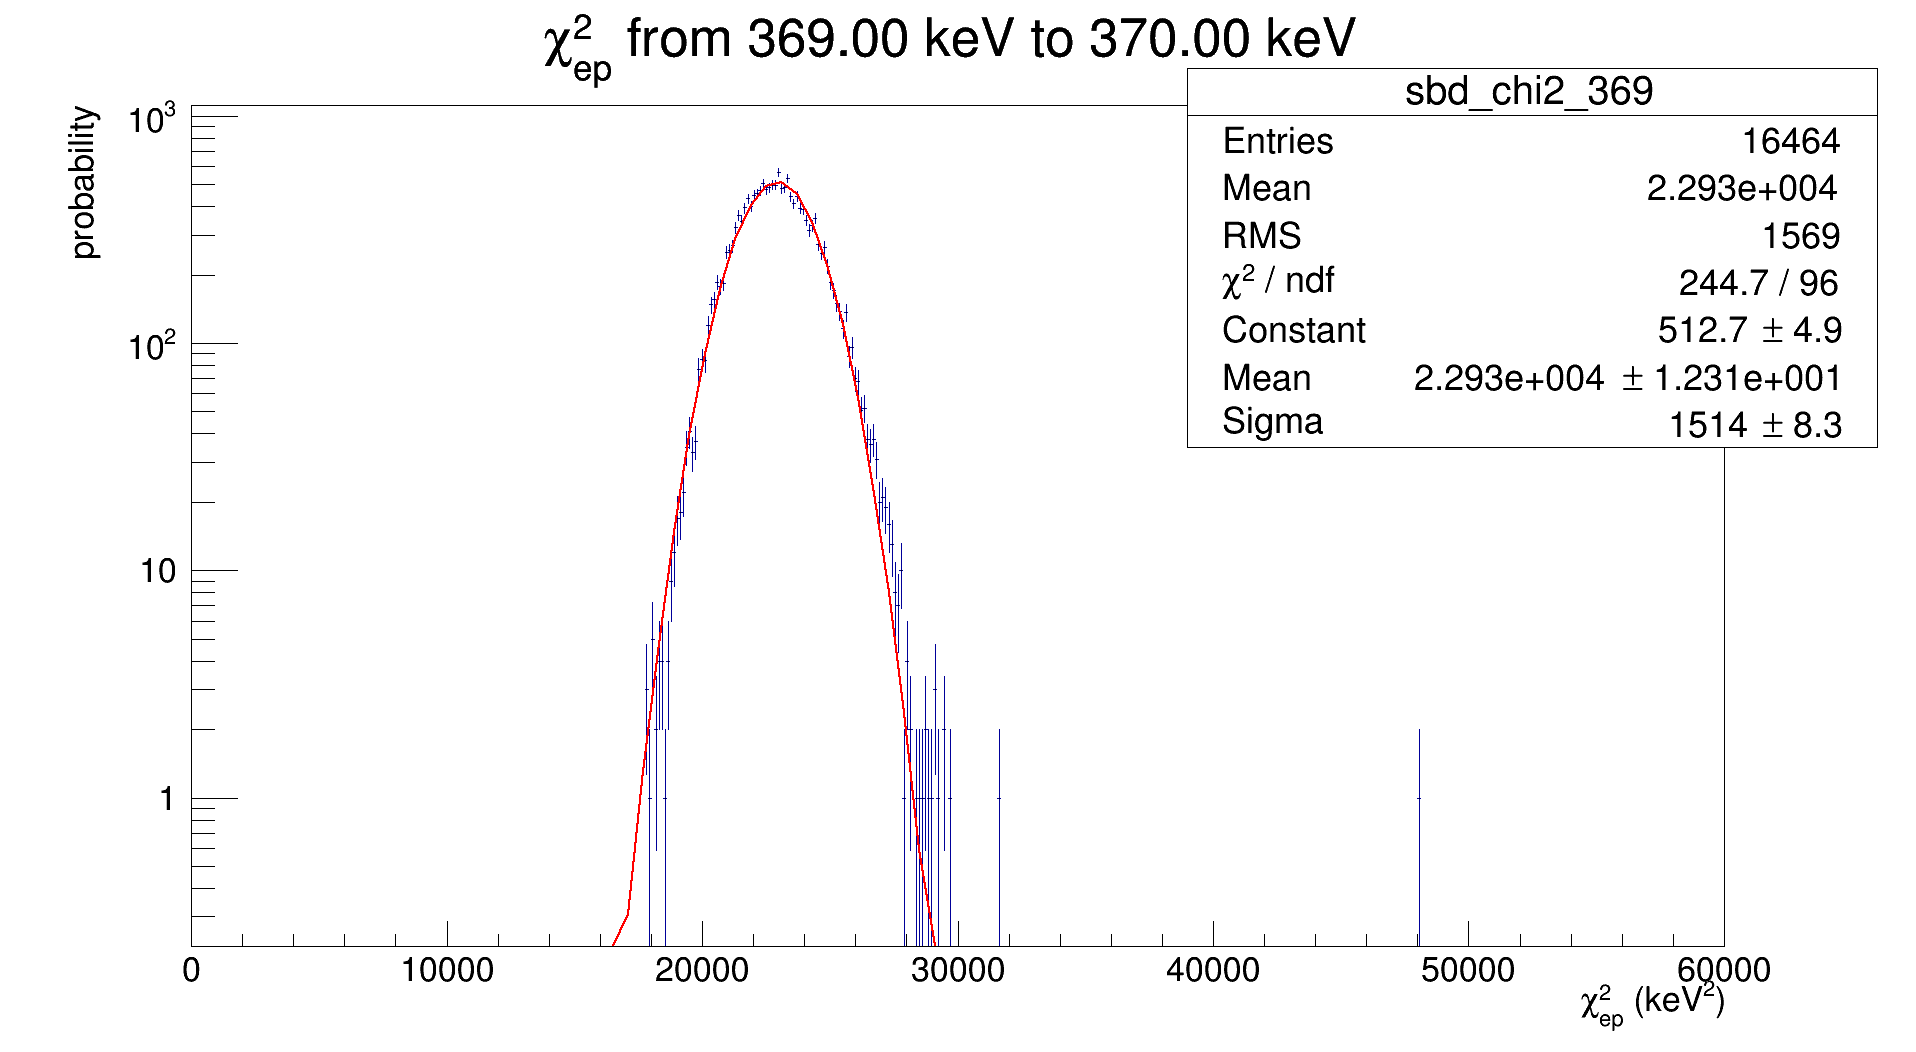 χ²ep from 369.00 keV to 370.00 keV
sbd_chi2_369
Entries 16464
Mean 2.293e+004
RMS 1569
χ² / ndf 244.7 / 96
Constant 512.7 ± 4.9
Mean 2.293e+004 ± 1.231e+001
Sigma 1514 ± 8.3
probability
10³
10²
10
1
0 10000 20000 30000 40000 50000 60000
χ²ep (keV²)